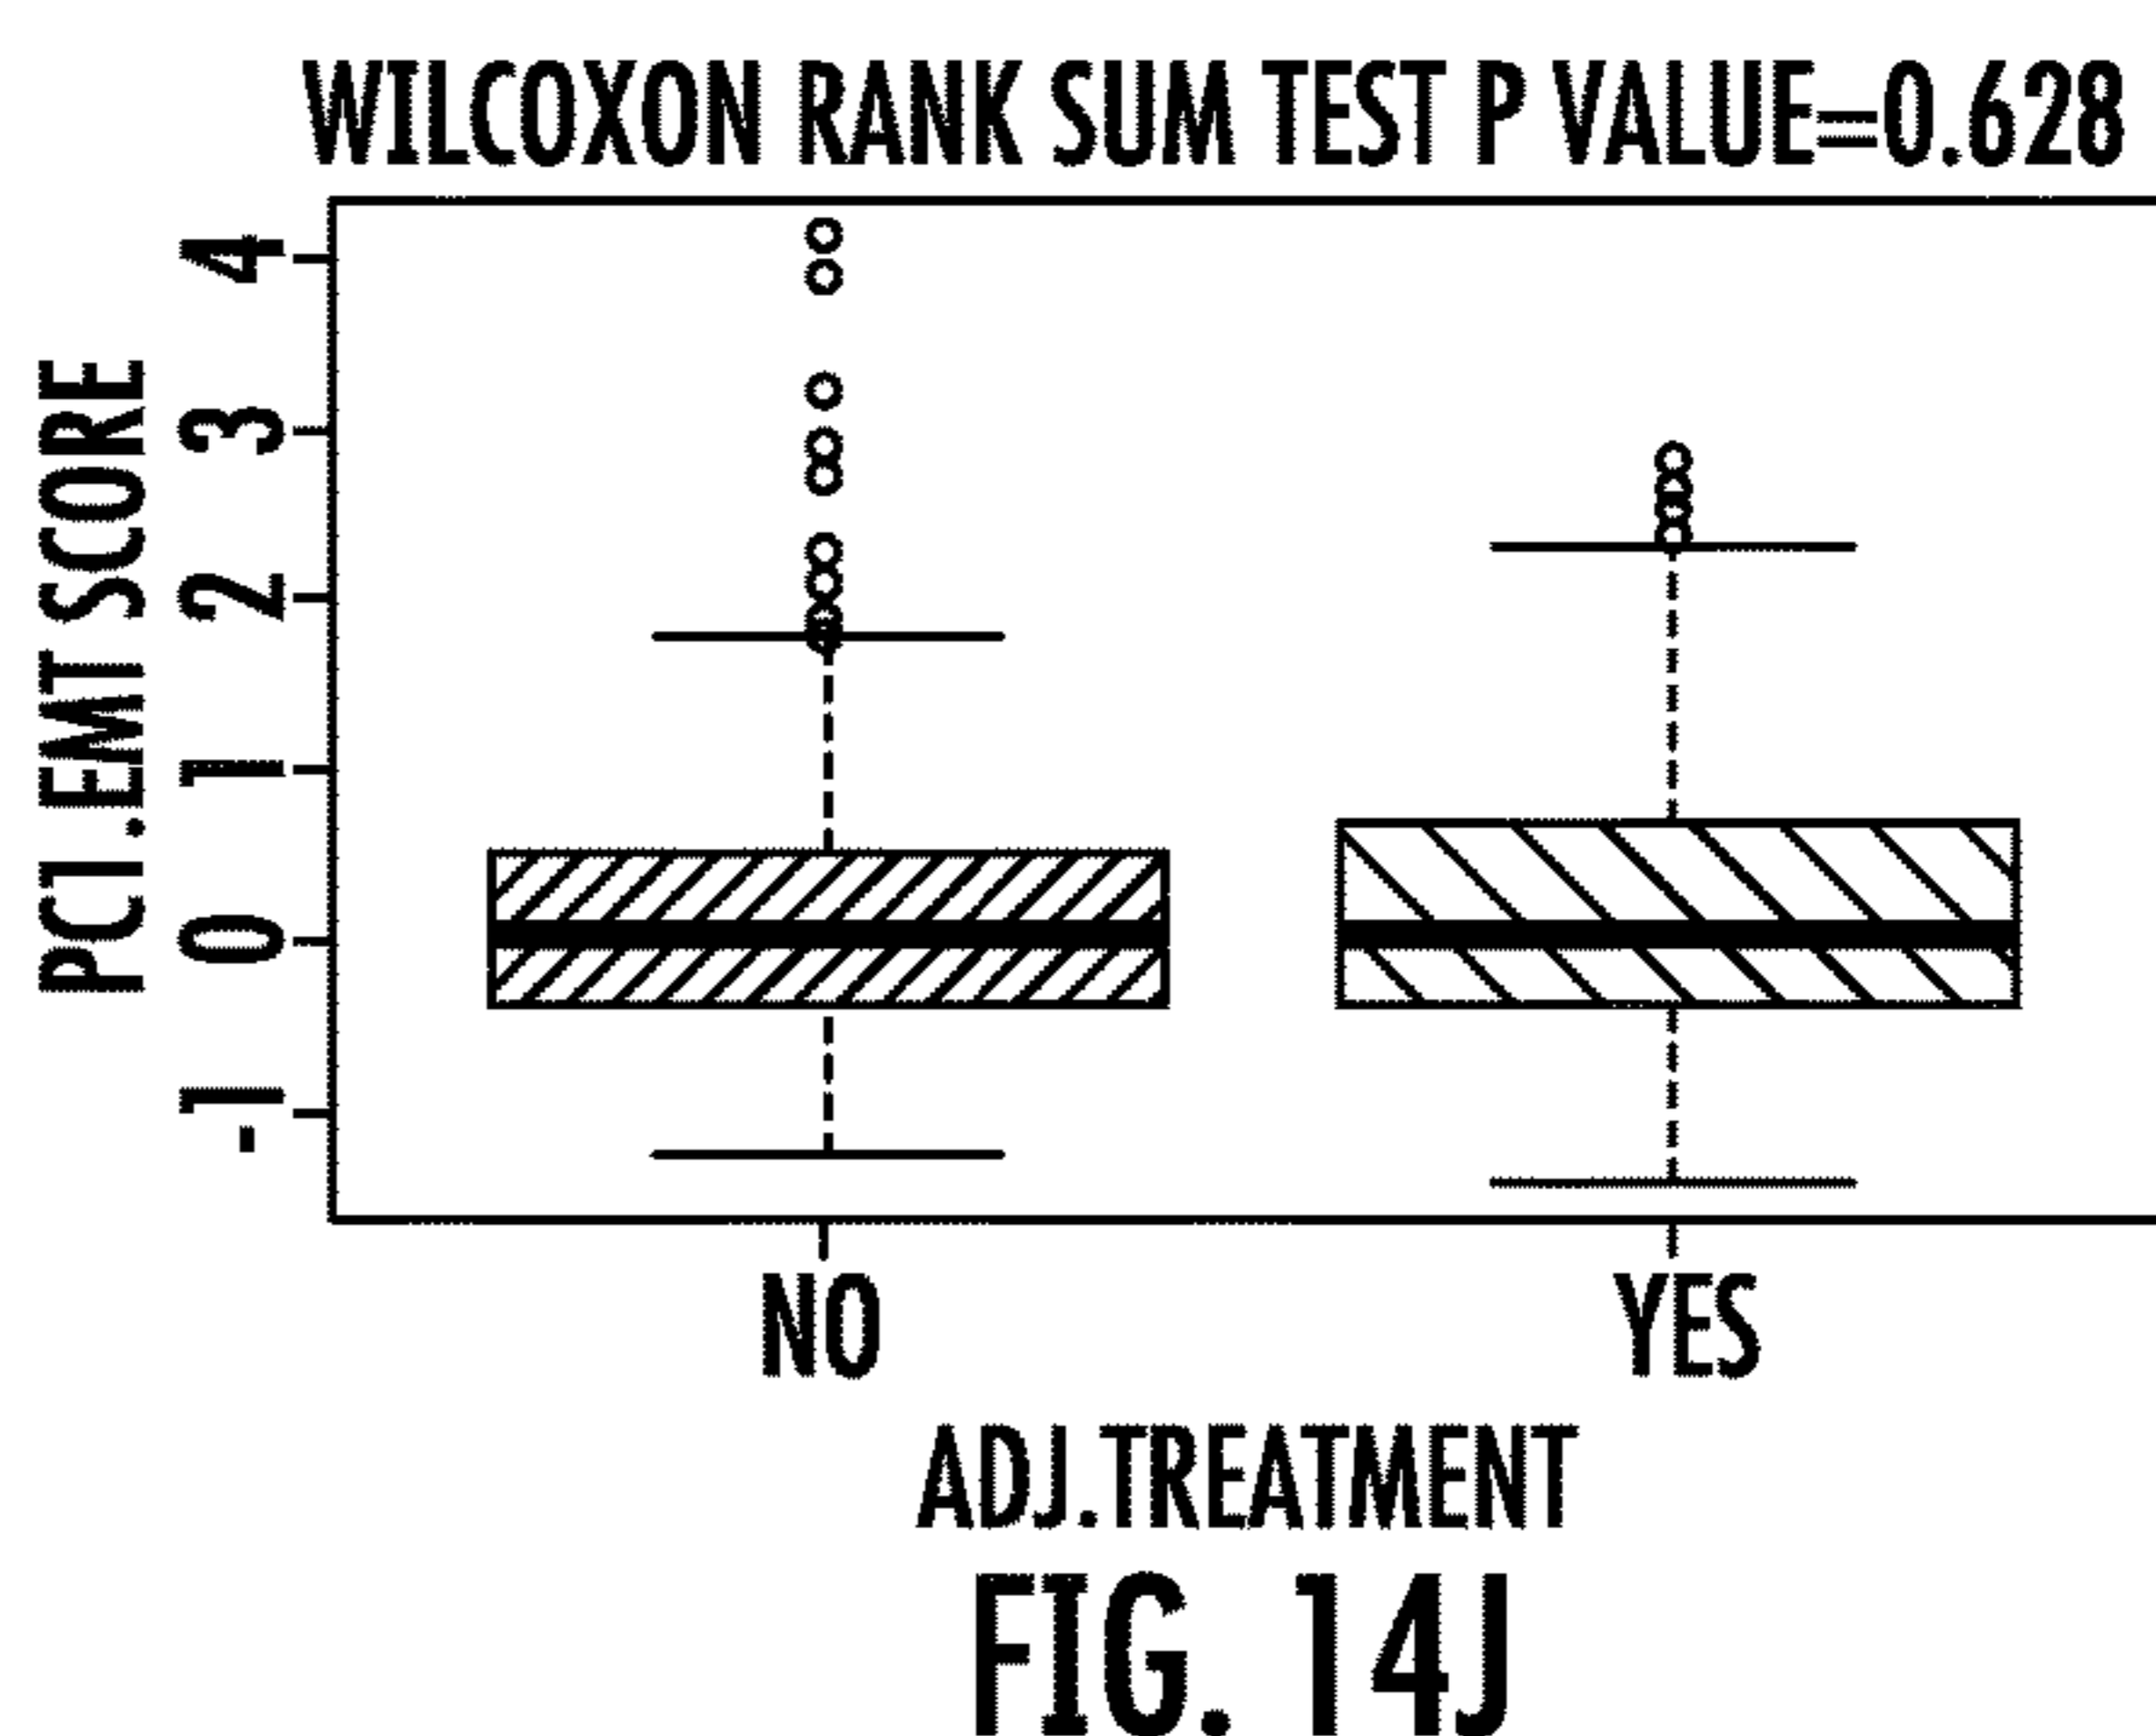 WILCOXON RANK SUM TEST P VALUE=0.628
PC1.EMT SCORE
4
3
2
1
0
-1
NO YES
ADJ.TREATMENT
FIG. 14J